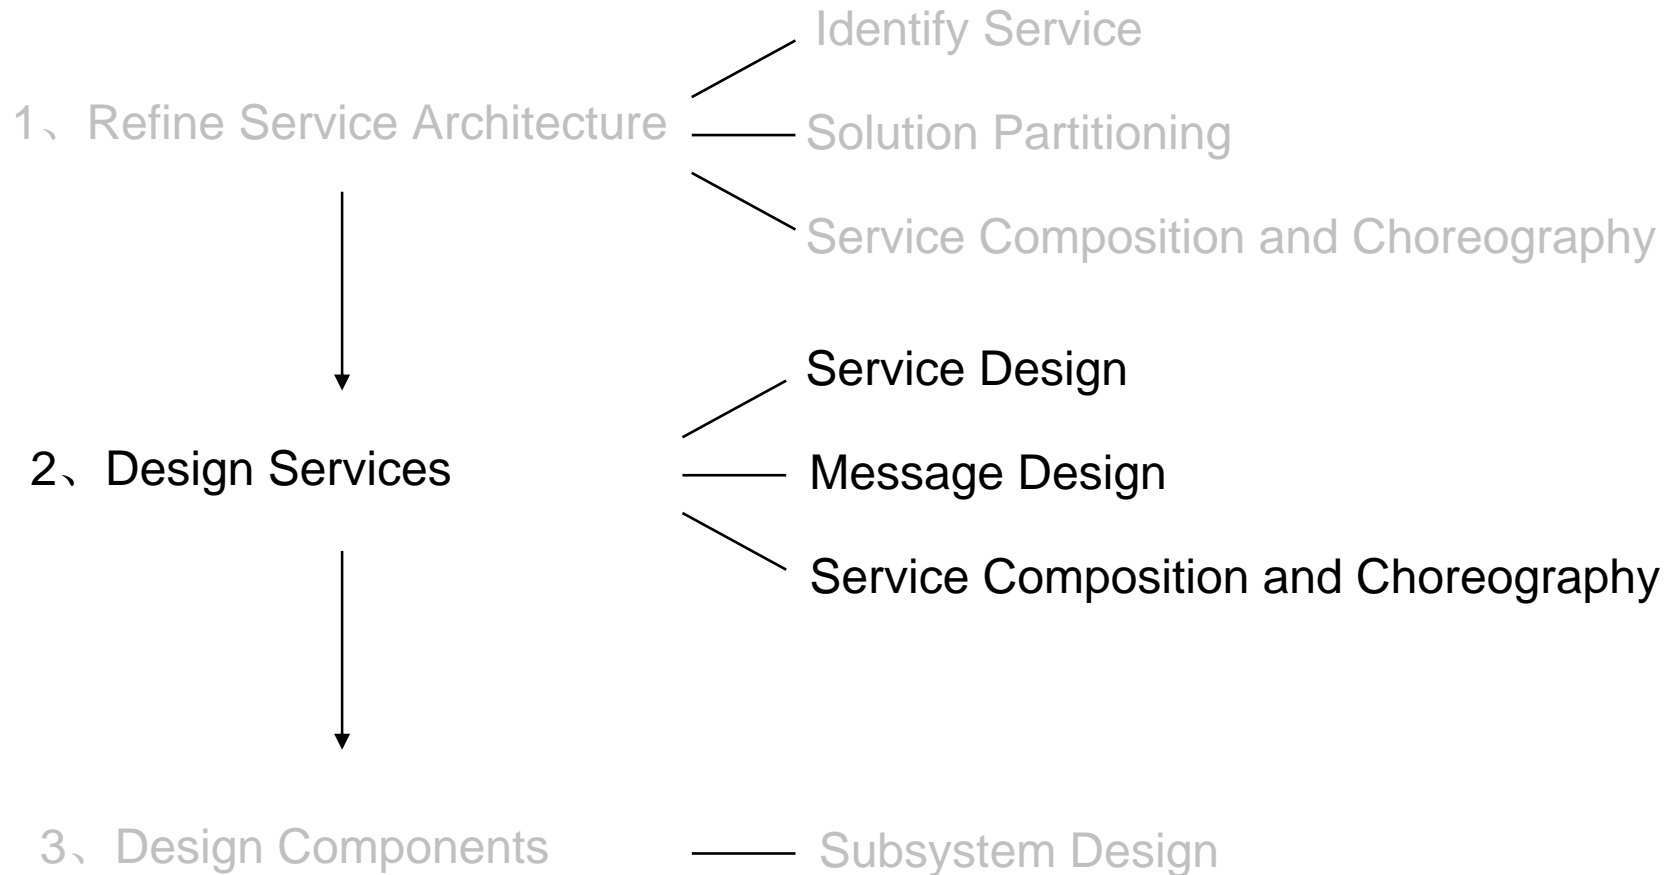 Identify Service
1、Refine Service Architecture
Solution Partitioning
Service Composition and Choreography
Service Design
2、Design Services
Message Design
Service Composition and Choreography
3、Design Components
Subsystem Design